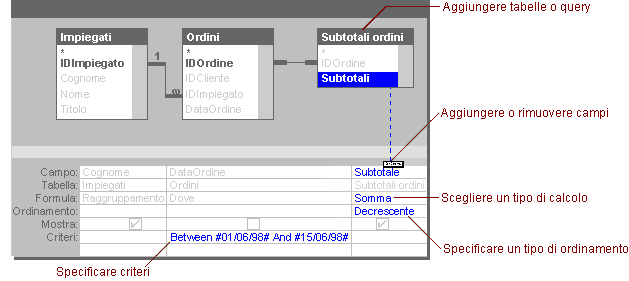 Aggiungere tabelle o query
Impiegati
*
IDImpiegato
Cognome
Nome
Titolo
1
∞
Ordini
*
IDOrdine
IDCliente
IDImpiegato
DataOrdine
Subtotali ordini
*
IDOrdine
Subtotali
Aggiungere o rimuovere campi
Campo: Cognome DataOrdine Subtotale
Tabella: Impiegati Ordini Subtotali ordini
Formula: Raggruppamento Dove Somma
Scegliere un tipo di calcolo
Ordinamento: Decrescente
Mostra:
Criteri: Between #01/06/98# And #15/06/98#
Specificare un tipo di ordinamento
Specificare criteri